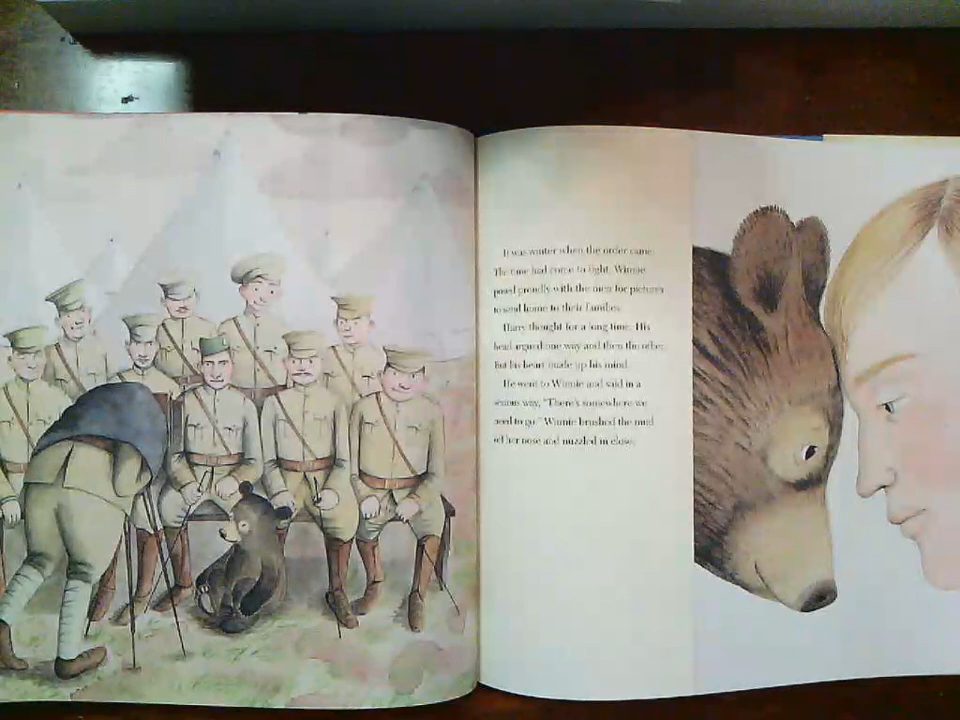 It was winter when the order came.
The time had come to fight. Winnie
posed proudly with the men for pictures
to send home to their families.
Harry thought for a long time. His
head argued one way and then the other.
But his heart made up his mind.
He went to Winnie and said in a
serious way, "There's somewhere we
need to go." Winnie brushed the mud
off her nose and nuzzled in close.